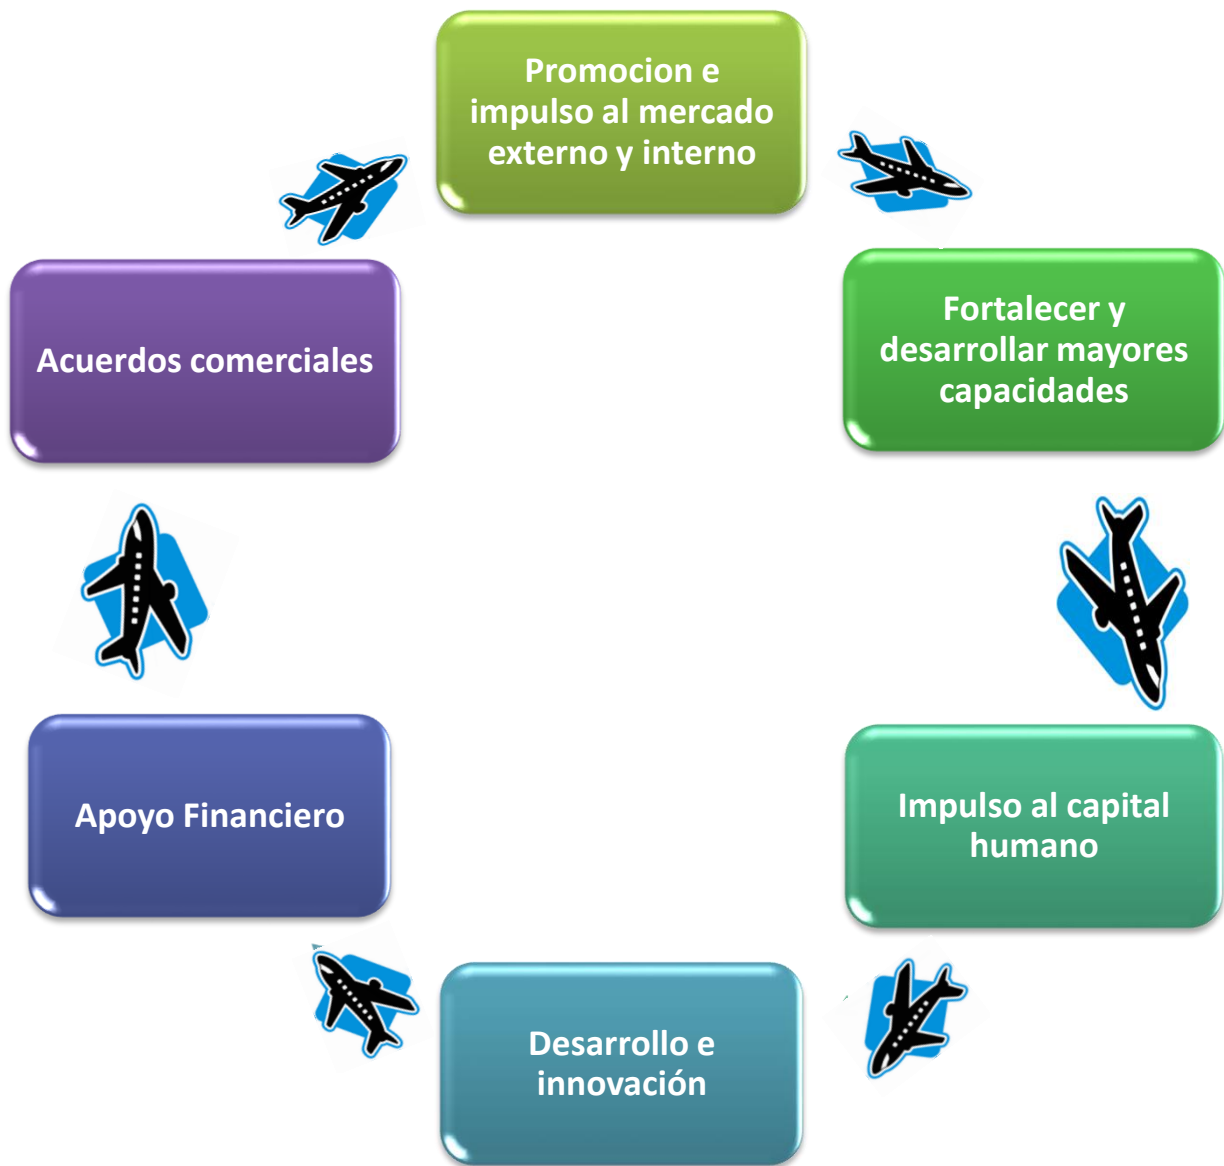 Promocion e
impulso al mercado
externo y interno
Fortalecer y
desarrollar mayores
capacidades
Impulso al capital
humano
Desarrollo e
innovación
Apoyo Financiero
Acuerdos comerciales